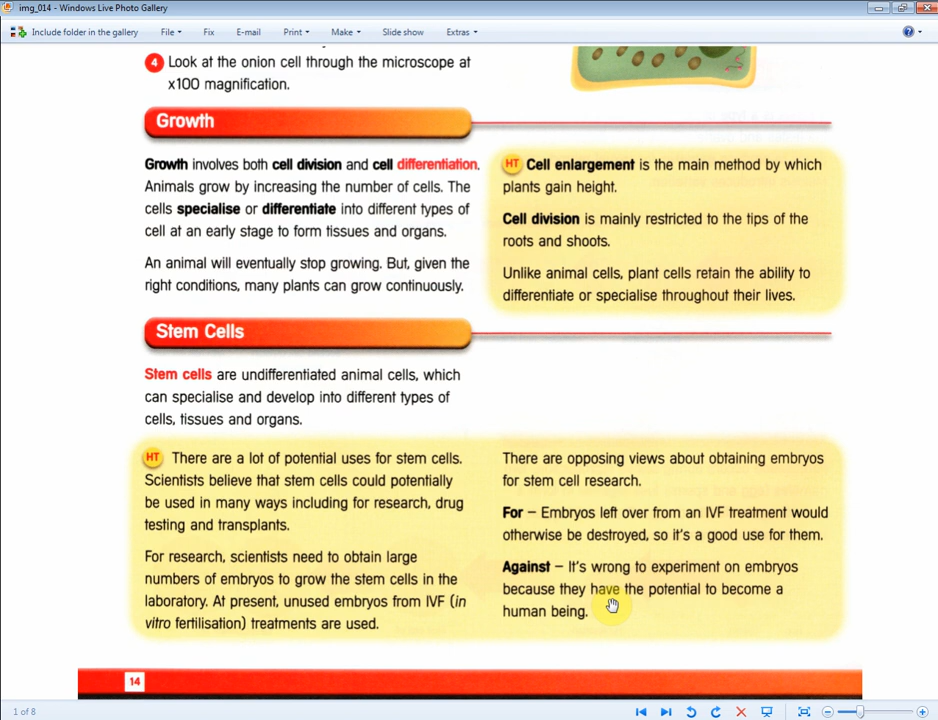 img_014 - Windows Live Photo Gallery
Include folder in the gallery File Fix E-mail Print Make Slide show Extras
4 Look at the onion cell through the microscope at
x100 magnification.
Growth
Growth involves both cell division and cell differentiation.
Animals grow by increasing the number of cells. The
cells specialise or differentiate into different types of
cell at an early stage to form tissues and organs.
An animal will eventually stop growing. But, given the
right conditions, many plants can grow continuously.
HT Cell enlargement is the main method by which
plants gain height.
Cell division is mainly restricted to the tips of the
roots and shoots.
Unlike animal cells, plant cells retain the ability to
differentiate or specialise throughout their lives.
Stem Cells
Stem cells are undifferentiated animal cells, which
can specialise and develop into different types of
cells, tissues and organs.
HT There are a lot of potential uses for stem cells.
Scientists believe that stem cells could potentially
be used in many ways including for research, drug
testing and transplants.
For research, scientists need to obtain large
numbers of embryos to grow the stem cells in the
laboratory. At present, unused embryos from IVF (in
vitro fertilisation) treatments are used.
There are opposing views about obtaining embryos
for stem cell research.
For – Embryos left over from an IVF treatment would
otherwise be destroyed, so it's a good use for them.
Against – It's wrong to experiment on embryos
because they have the potential to become a
human being.
14
1 of 8